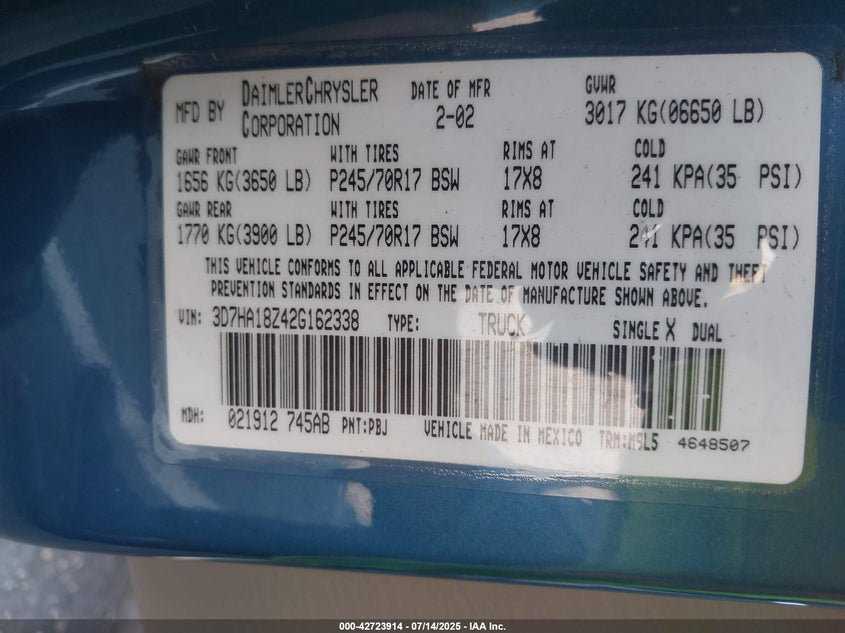 MFD BY DAIMLERCHRYSLER CORPORATION DATE OF MFR 2-02 GVWR 3017 KG(06650 LB)
GAWR FRONT WITH TIRES RIMS AT COLD
1656 KG(3650 LB) P245/70R17 BSW 17X8 241 KPA(35 PSI)
GAWR REAR WITH TIRES RIMS AT COLD
1770 KG(3900 LB) P245/70R17 BSW 17X8 241 KPA(35 PSI)
THIS VEHICLE CONFORMS TO ALL APPLICABLE FEDERAL MOTOR VEHICLE SAFETY AND THEFT
PREVENTION STANDARDS IN EFFECT ON THE DATE OF MANUFACTURE SHOWN ABOVE.
VIN: 3D7HA18Z42G162338 TYPE: TRUCK SINGLE X DUAL
MDH: 021912 745AB PNT:PBJ VEHICLE MADE IN MEXICO TRM:M9L5 4648507
000-42723914 - 07/14/2025 - IAA Inc.